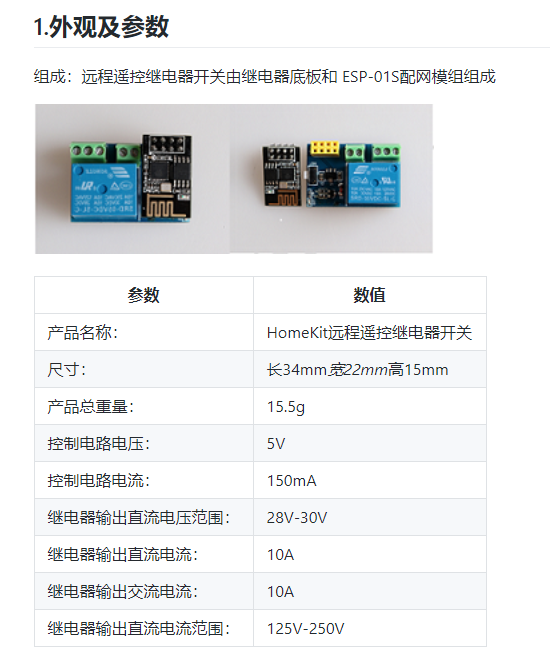 1.外观及参数
组成：远程遥控继电器开关由继电器底板和 ESP-01S配网模组组成
参数 数值
产品名称： HomeKit远程遥控继电器开关
尺寸： 长34mm宽22mm高15mm
产品总重量： 15.5g
控制电路电压： 5V
控制电路电流： 150mA
继电器输出直流电压范围： 28V-30V
继电器输出直流电流： 10A
继电器输出交流电流： 10A
继电器输出直流电流范围： 125V-250V